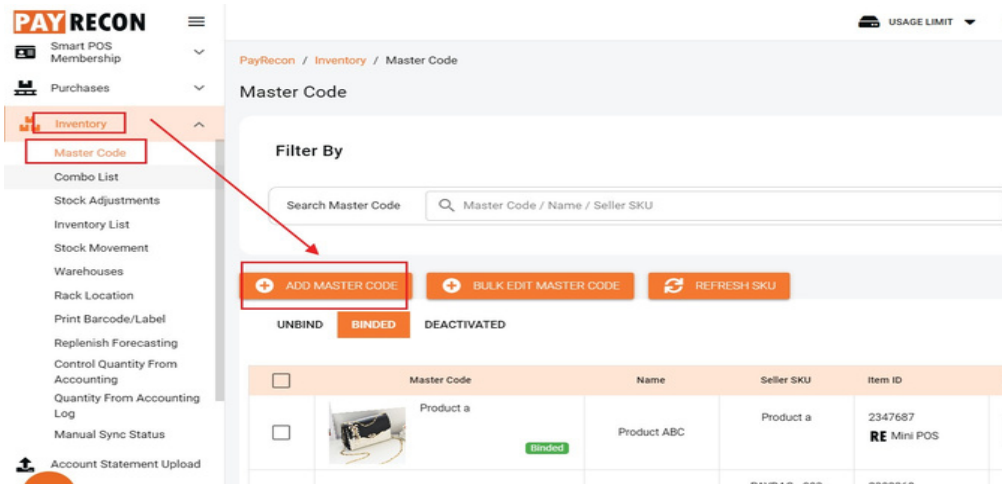 PAYRECON
USAGE LIMIT
Smart POS
Membership
Purchases
Inventory
Master Code
Combo List
Stock Adjustments
Inventory List
Stock Movement
Warehouses
Rack Location
Print Barcode/Label
Replenish Forecasting
Control Quantity From
Accounting
Quantity From Accounting
Log
Manual Sync Status
Account Statement Upload
PayRecon / Inventory / Master Code
Master Code
Filter By
Search Master Code
Master Code / Name / Seller SKU
ADD MASTER CODE
BULK EDIT MASTER CODE
REFRESH SKU
UNBIND BINDED DEACTIVATED
Master Code Name Seller SKU Item ID
Product a
Binded
Product ABC
Product a
2347687
RE Mini POS